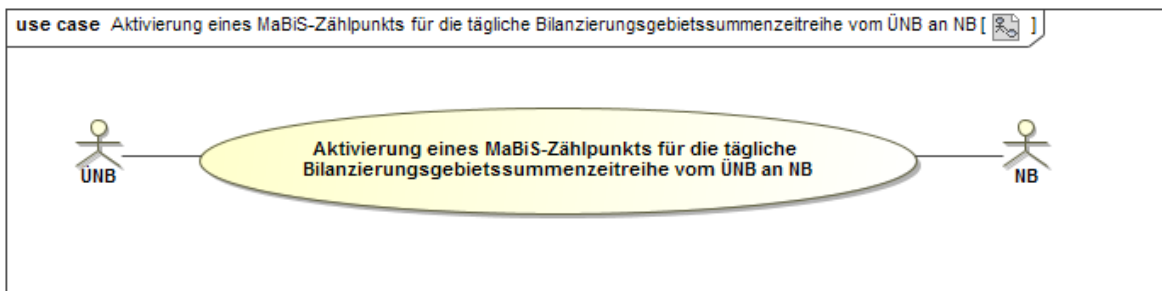 use case Aktivierung eines MaBiS-Zählpunkts für die tägliche Bilanzierungsgebietssummenzeitreihe vom ÜNB an NB [ ]
Aktivierung eines MaBiS-Zählpunkts für die tägliche
Bilanzierungsgebietssummenzeitreihe vom ÜNB an NB
ÜNB
NB